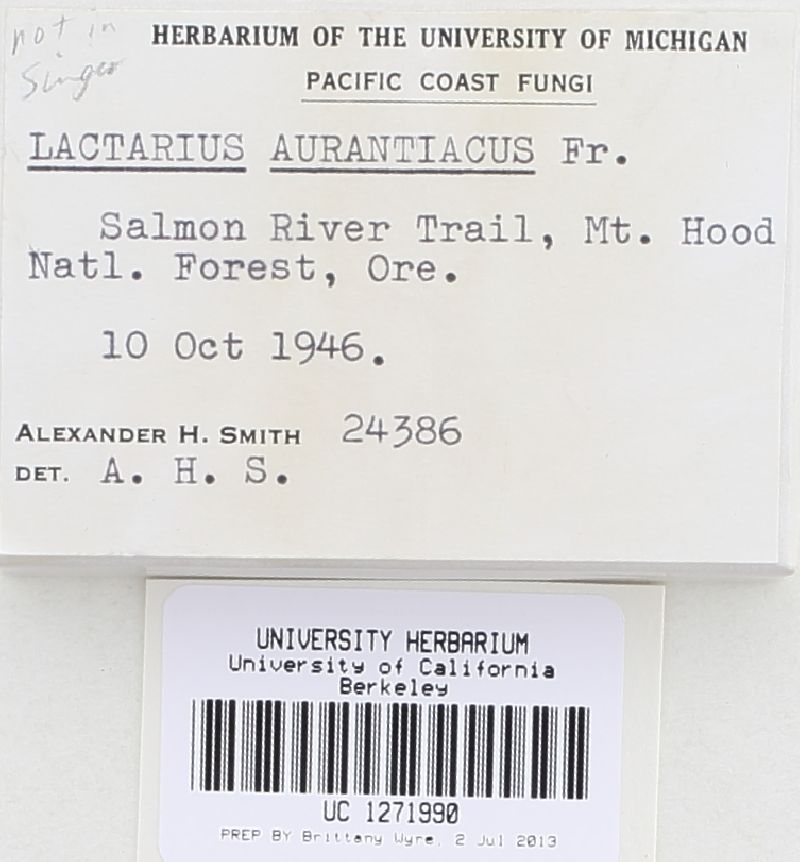 not in
Singer
HERBARIUM OF THE UNIVERSITY OF MICHIGAN
PACIFIC COAST FUNGI
LACTARIUS AURANTIACUS Fr.
Salmon River Trail, Mt. Hood
Natl. Forest, Ore.
10 Oct 1946.
ALEXANDER H. SMITH 24386
DET. A. H. S.
UNIVERSITY HERBARIUM
University of California
Berkeley
UC 1271990
PREP BY Brittany Wyre, 2 Jul 2013